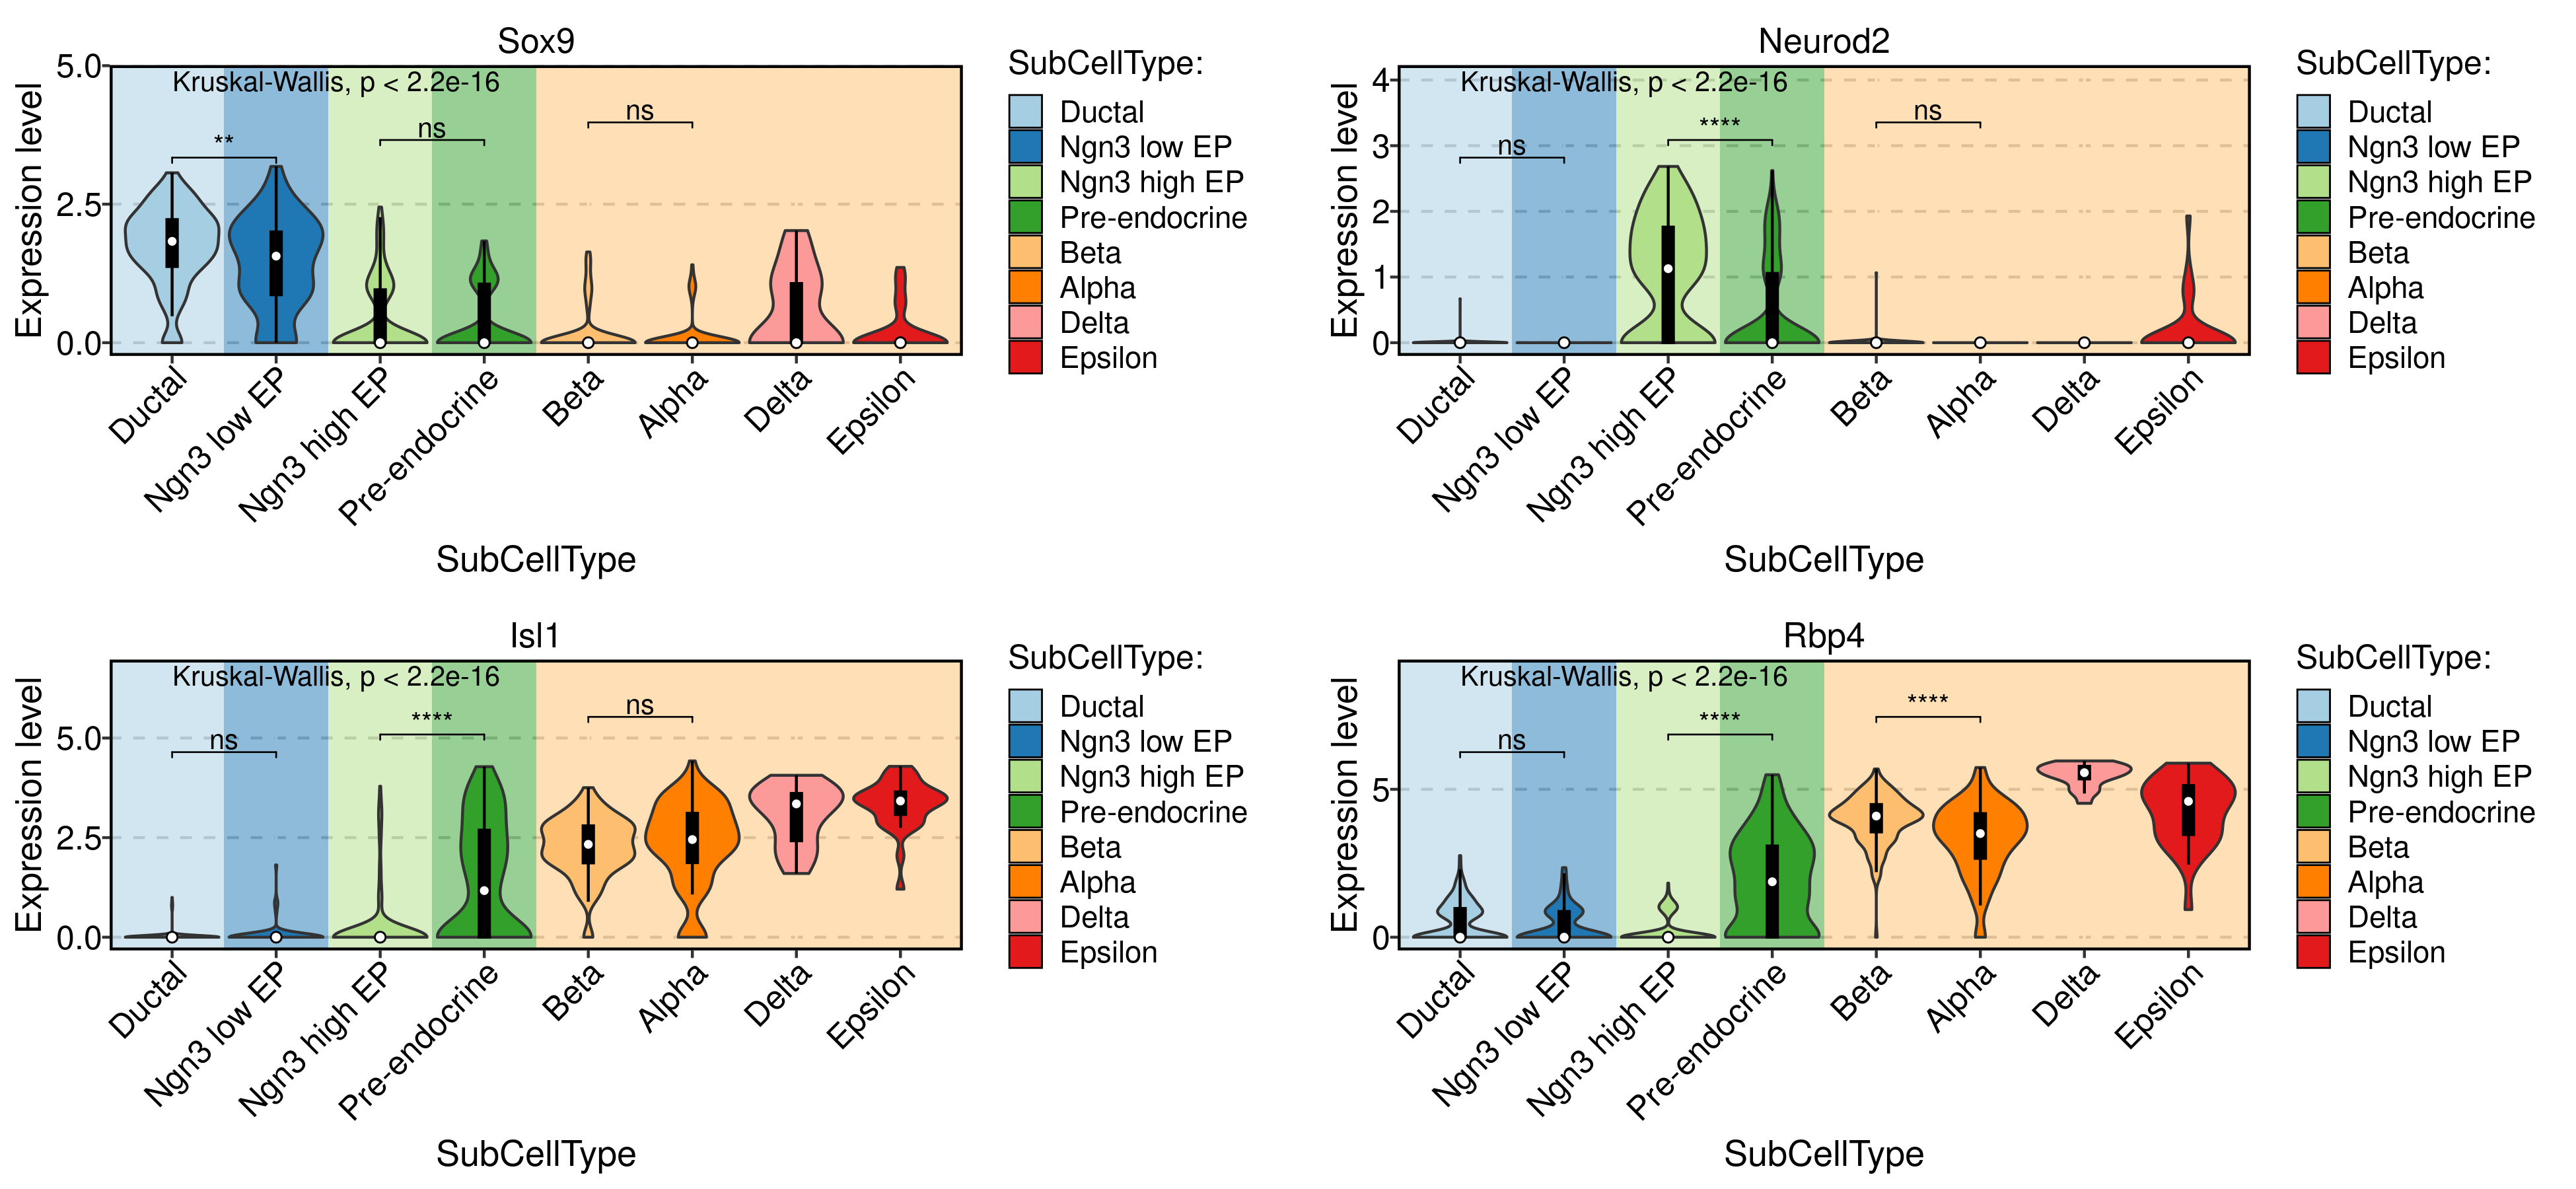 Sox9
Expression level
5.0
2.5
0.0
Kruskal-Wallis, p < 2.2e-16
**
ns
ns
Ductal
Ngn3 low EP
Ngn3 high EP
Pre-endocrine
Beta
Alpha
Delta
Epsilon
SubCellType
SubCellType:
Ductal
Ngn3 low EP
Ngn3 high EP
Pre-endocrine
Beta
Alpha
Delta
Epsilon
Neurod2
Expression level
4
3
2
1
0
Kruskal-Wallis, p < 2.2e-16
ns
****
ns
Ductal
Ngn3 low EP
Ngn3 high EP
Pre-endocrine
Beta
Alpha
Delta
Epsilon
SubCellType
SubCellType:
Ductal
Ngn3 low EP
Ngn3 high EP
Pre-endocrine
Beta
Alpha
Delta
Epsilon
Isl1
Expression level
5.0
2.5
0.0
Kruskal-Wallis, p < 2.2e-16
ns
****
ns
Ductal
Ngn3 low EP
Ngn3 high EP
Pre-endocrine
Beta
Alpha
Delta
Epsilon
SubCellType
SubCellType:
Ductal
Ngn3 low EP
Ngn3 high EP
Pre-endocrine
Beta
Alpha
Delta
Epsilon
Rbp4
Expression level
5
0
Kruskal-Wallis, p < 2.2e-16
ns
****
****
Ductal
Ngn3 low EP
Ngn3 high EP
Pre-endocrine
Beta
Alpha
Delta
Epsilon
SubCellType
SubCellType:
Ductal
Ngn3 low EP
Ngn3 high EP
Pre-endocrine
Beta
Alpha
Delta
Epsilon